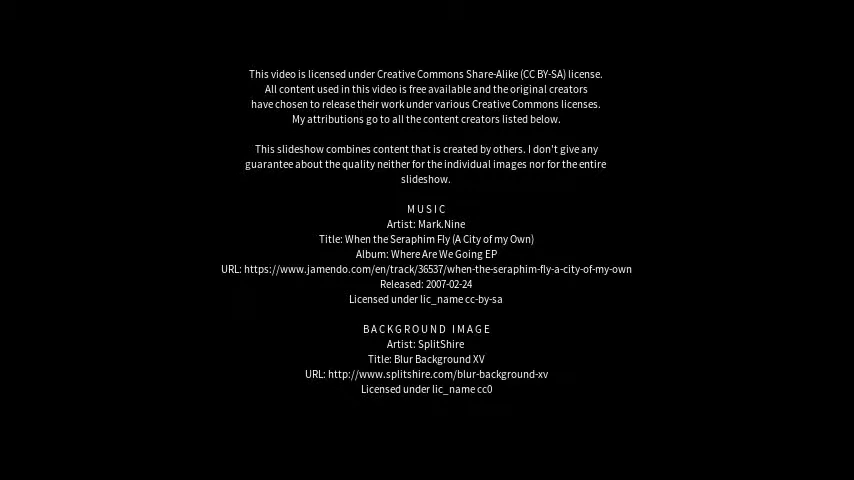 This video is licensed under Creative Commons Share-Alike (CC BY-SA) license.
All content used in this video is free available and the original creators
have chosen to release their work under various Creative Commons licenses.
My attributions go to all the content creators listed below.
This slideshow combines content that is created by others. I don't give any
guarantee about the quality neither for the individual images nor for the entire
slideshow.
MUSIC
Artist: Mark.Nine
Title: When the Seraphim Fly (A City of my Own)
Album: Where Are We Going EP
URL: https://www.jamendo.com/en/track/36537/when-the-seraphim-fly-a-city-of-my-own
Released: 2007-02-24
Licensed under lic_name cc-by-sa
BACKGROUND IMAGE
Artist: SplitShire
Title: Blur Background XV
URL: http://www.splitshire.com/blur-background-xv
Licensed under lic_name cc0